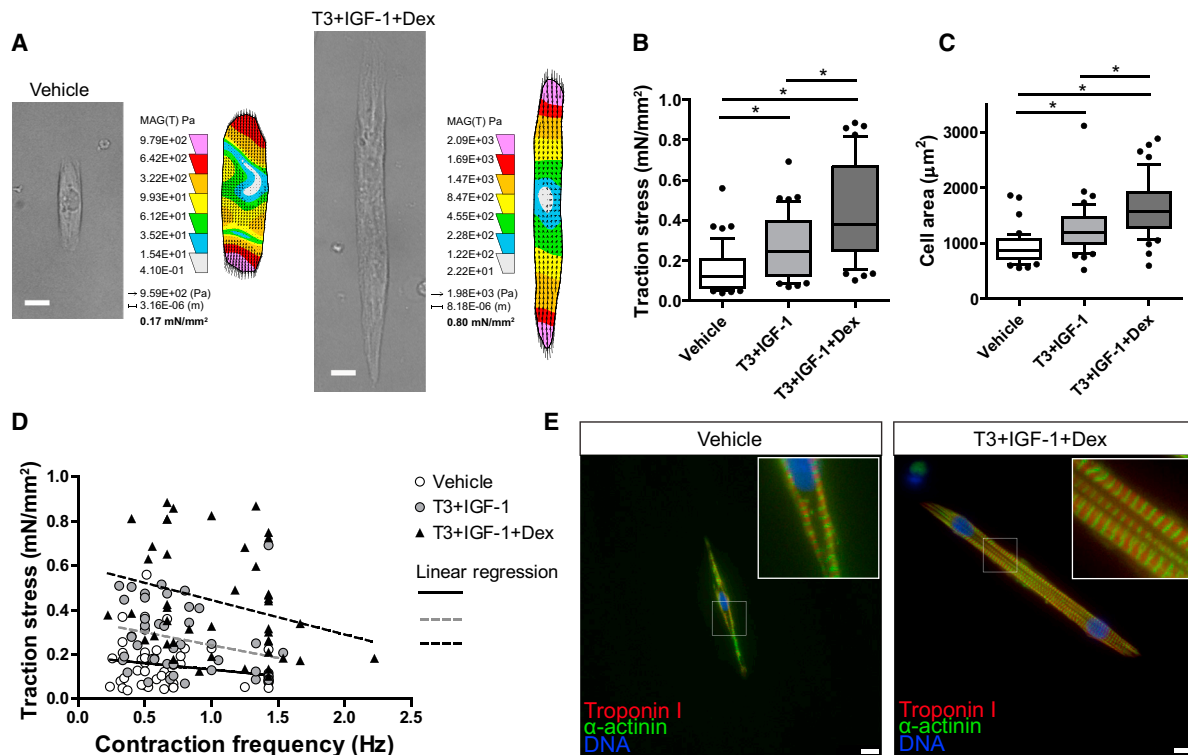 A
Vehicle
MAG(T) Pa
9.79E+02
6.42E+02
3.22E+02
9.93E+01
6.12E+01
3.52E+01
1.54E+01
4.10E-01
9.59E+02 (Pa)
3.16E-06 (m)
0.17 mN/mm²
T3+IGF-1+Dex
MAG(T) Pa
2.09E+03
1.69E+03
1.47E+03
8.47E+02
4.55E+02
2.28E+02
1.22E+02
2.22E+01
1.98E+03 (Pa)
8.18E-06 (m)
0.80 mN/mm²
B
Traction stress (mN/mm²)
1.0
0.8
0.6
0.4
0.2
0.0
* * *
Vehicle
T3+IGF-1
T3+IGF-1+Dex
C
Cell area (µm²)
3000
2000
1000
0
* * *
Vehicle
T3+IGF-1
T3+IGF-1+Dex
D
Traction stress (mN/mm²)
1.0
0.8
0.6
0.4
0.2
0.0
0.0 0.5 1.0 1.5 2.0 2.5
Contraction frequency (Hz)
Vehicle
T3+IGF-1
T3+IGF-1+Dex
Linear regression
E
Vehicle
Troponin I
α-actinin
DNA
T3+IGF-1+Dex
Troponin I
α-actinin
DNA